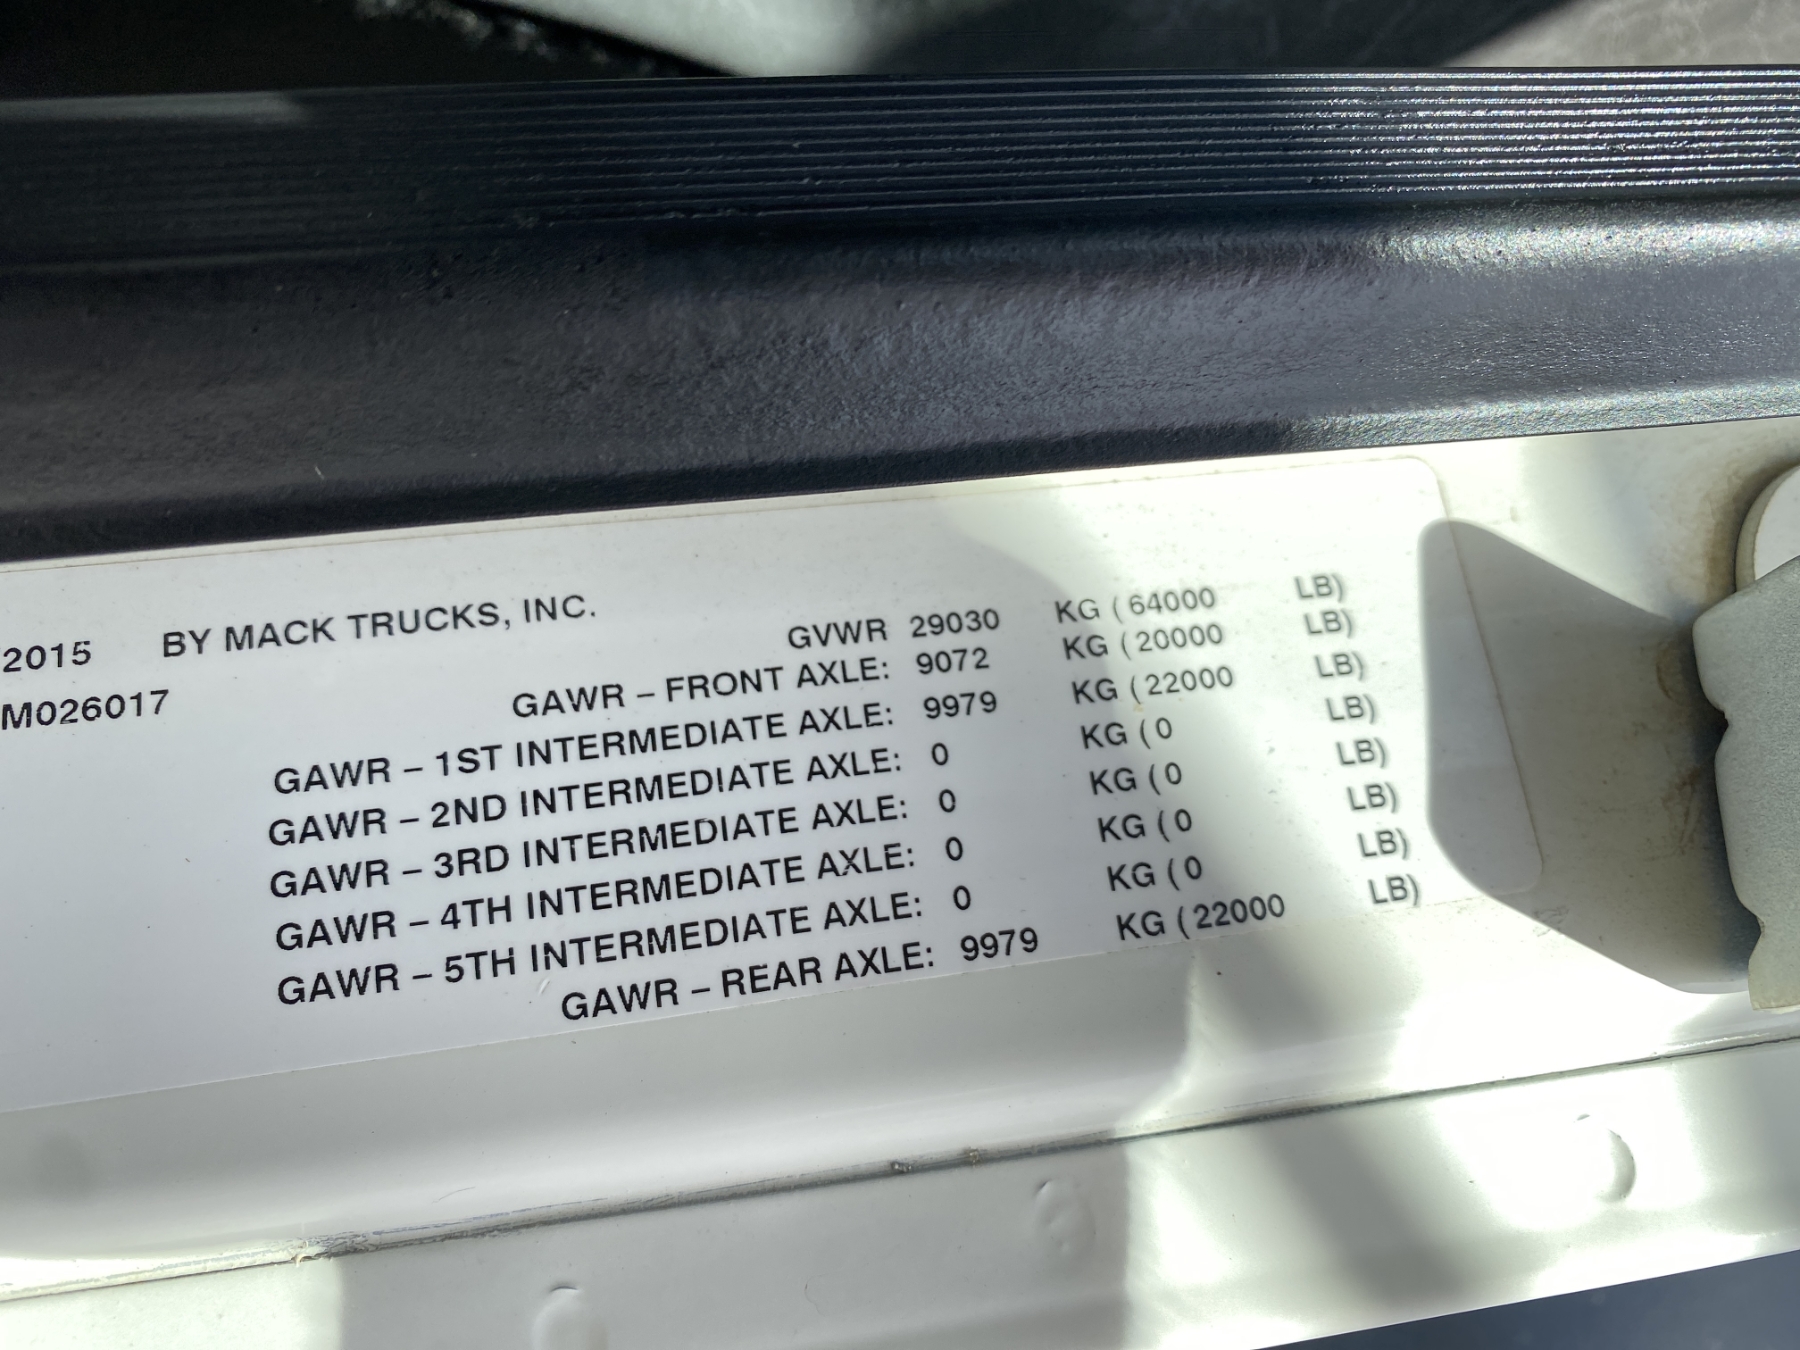 2015 BY MACK TRUCKS, INC.
M026017
GVWR 29030 KG (64000 LB)
GAWR – FRONT AXLE: 9072 KG (20000 LB)
GAWR – 1ST INTERMEDIATE AXLE: 9979 KG (22000 LB)
GAWR – 2ND INTERMEDIATE AXLE: 0 KG (0 LB)
GAWR – 3RD INTERMEDIATE AXLE: 0 KG (0 LB)
GAWR – 4TH INTERMEDIATE AXLE: 0 KG (0 LB)
GAWR – 5TH INTERMEDIATE AXLE: 0 KG (0 LB)
GAWR – REAR AXLE: 9979 KG (22000 LB)